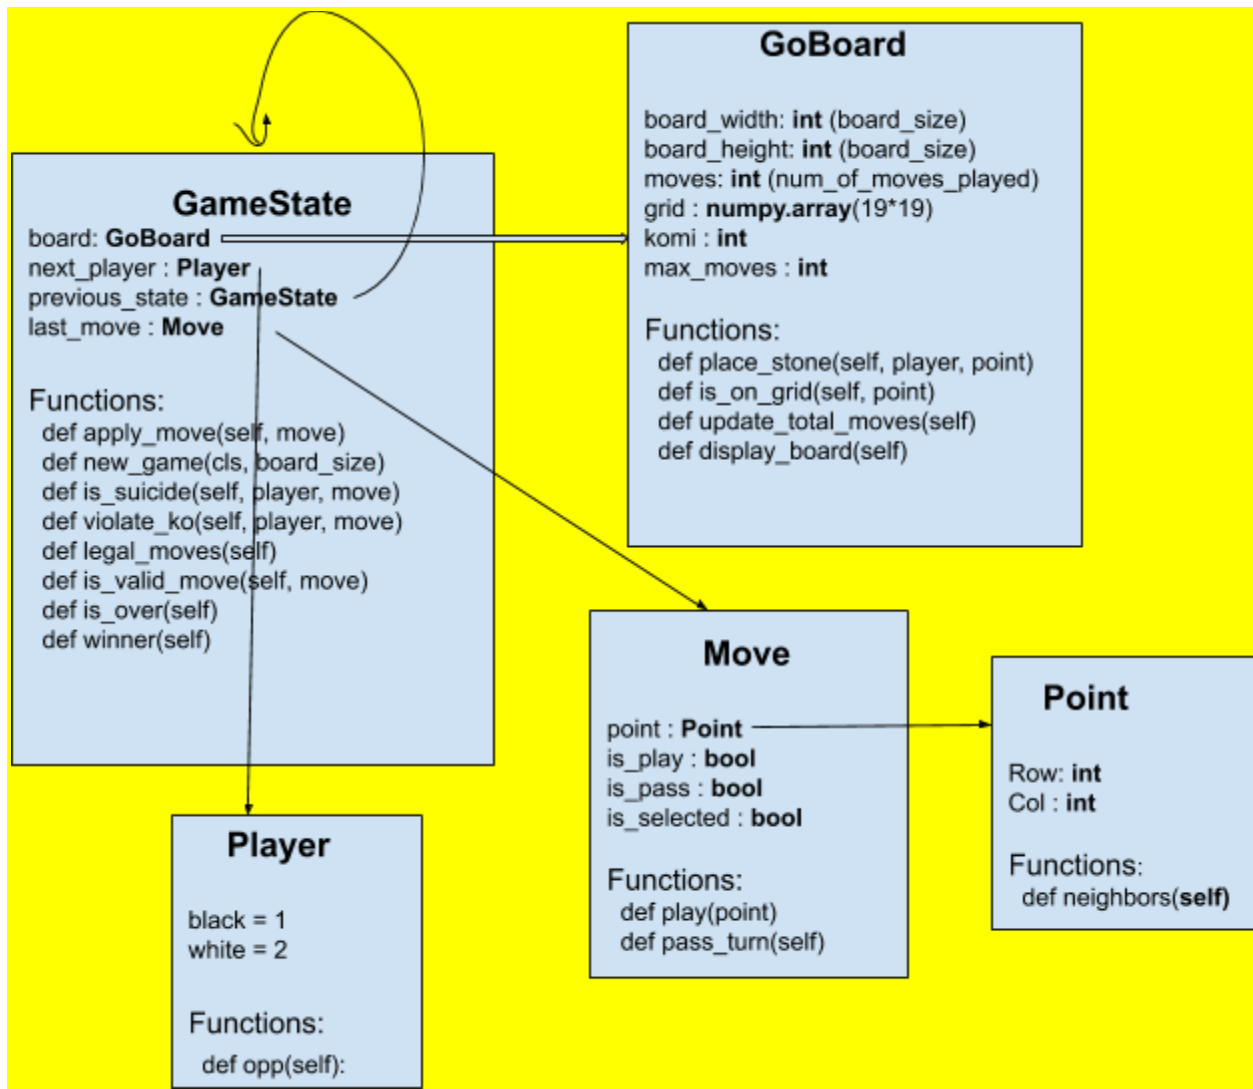 GameState
board: GoBoard
next_player : Player
previous_state : GameState
last_move : Move
Functions:
def apply_move(self, move)
def new_game(cls, board_size)
def is_suicide(self, player, move)
def violate_ko(self, player, move)
def legal_moves(self)
def is_valid_move(self, move)
def is_over(self)
def winner(self)
GoBoard
board_width: int (board_size)
board_height: int (board_size)
moves: int (num_of_moves_played)
grid : numpy.array(19*19)
komi : int
max_moves : int
Functions:
def place_stone(self, player, point)
def is_on_grid(self, point)
def update_total_moves(self)
def display_board(self)
Move
point : Point
is_play : bool
is_pass : bool
is_selected : bool
Functions:
def play(point)
def pass_turn(self)
Point
Row: int
Col : int
Functions:
def neighbors(self)
Player
black = 1
white = 2
Functions:
def opp(self):